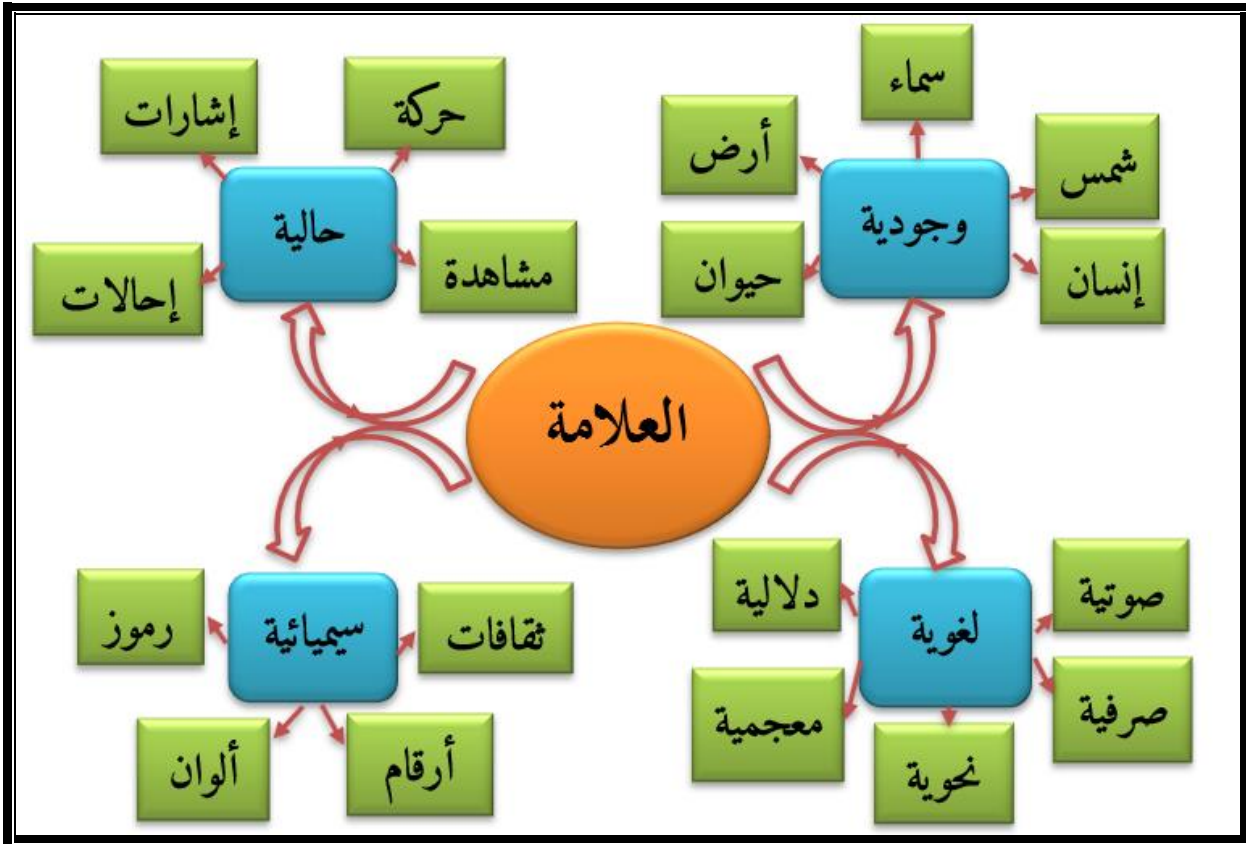 سماء
حركة
إشارات
أرض
شمس
وجودية
حالية
إنسان
حيوان
مشاهدة
إحالات
العلامة
صوتية
دلالية
لغوية
ثقافات
سيميائية
رموز
صرفية
معجمية
نحوية
أرقام
ألوان